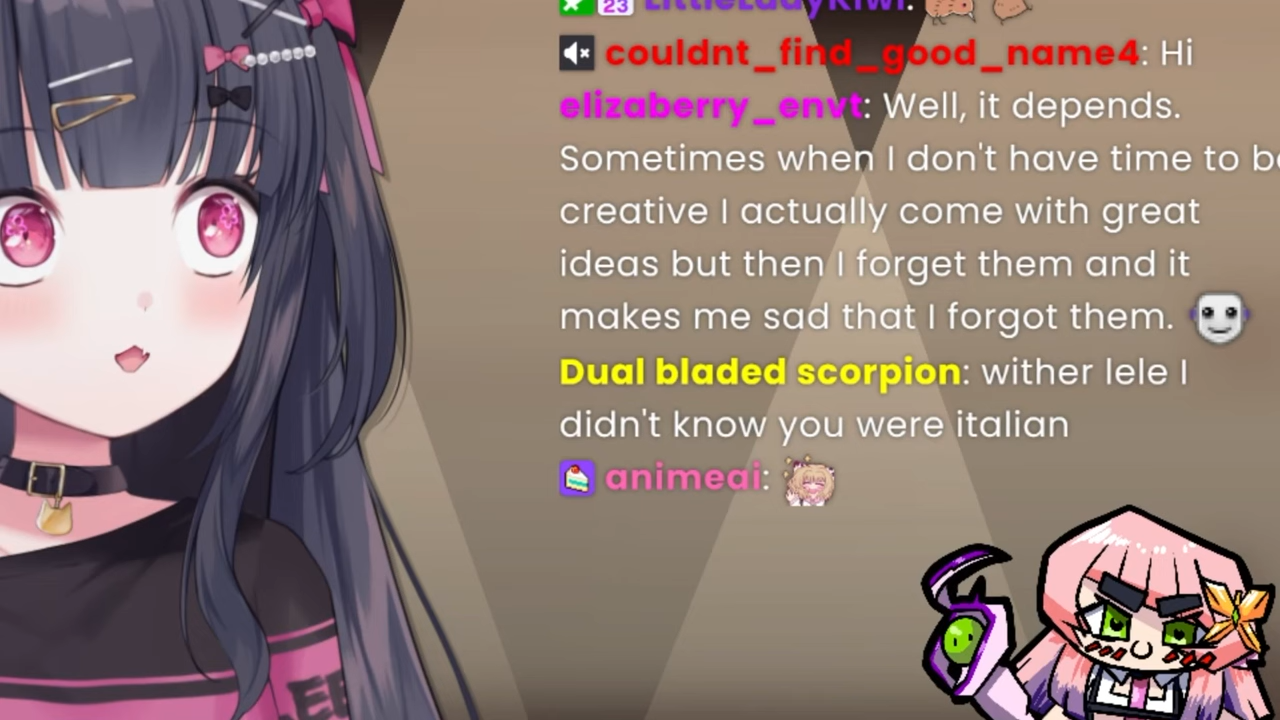 23 LittleLadyKiwi:
couldnt_find_good_name4: Hi
elizaberry_envt: Well, it depends.
Sometimes when I don't have time to b
creative I actually come with great
ideas but then I forget them and it
makes me sad that I forgot them.
Dual bladed scorpion: wither lele I
didn't know you were italian
animeai: